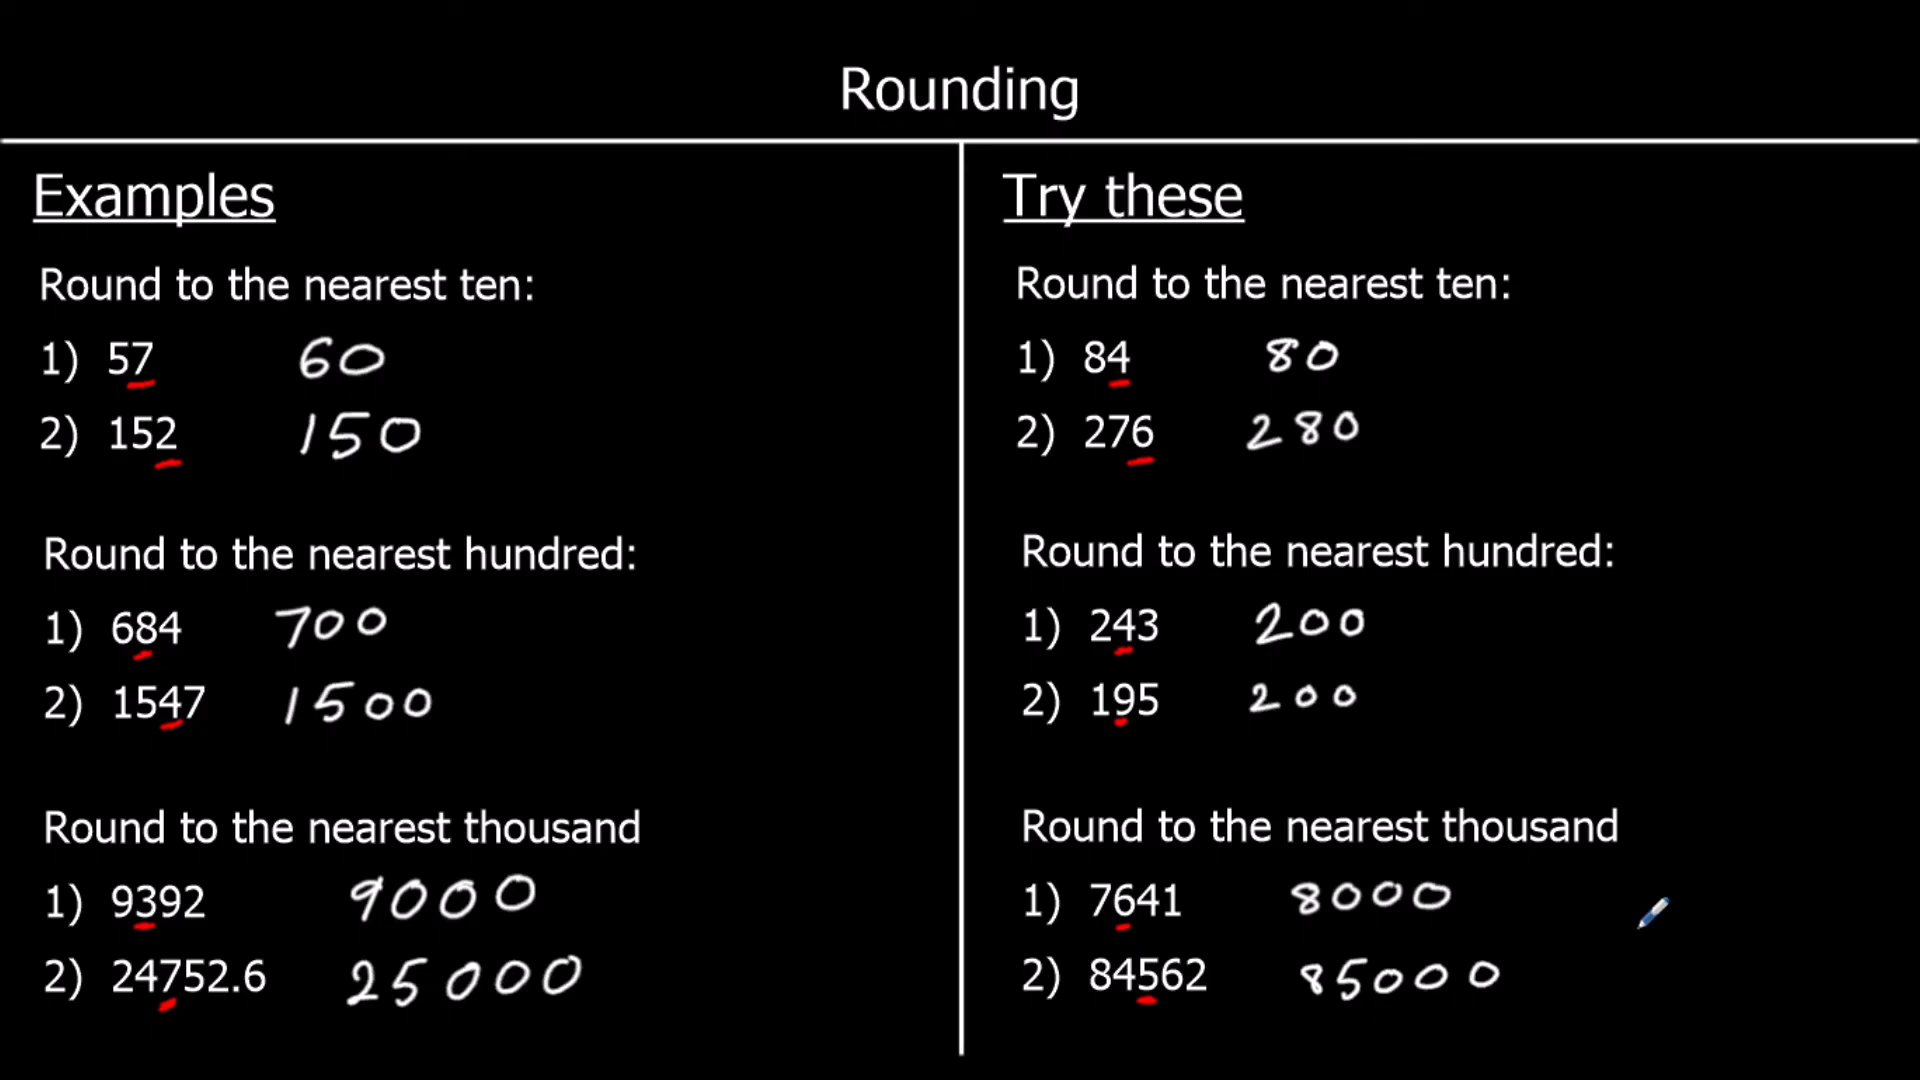 Rounding
Examples
Round to the nearest ten:
1) 57 60
2) 152 150
Round to the nearest hundred:
1) 684 700
2) 1547 1500
Round to the nearest thousand
1) 9392 9000
2) 24752.6 25000
Try these
Round to the nearest ten:
1) 84 80
2) 276 280
Round to the nearest hundred:
1) 243 200
2) 195 200
Round to the nearest thousand
1) 7641 8000
2) 84562 85000